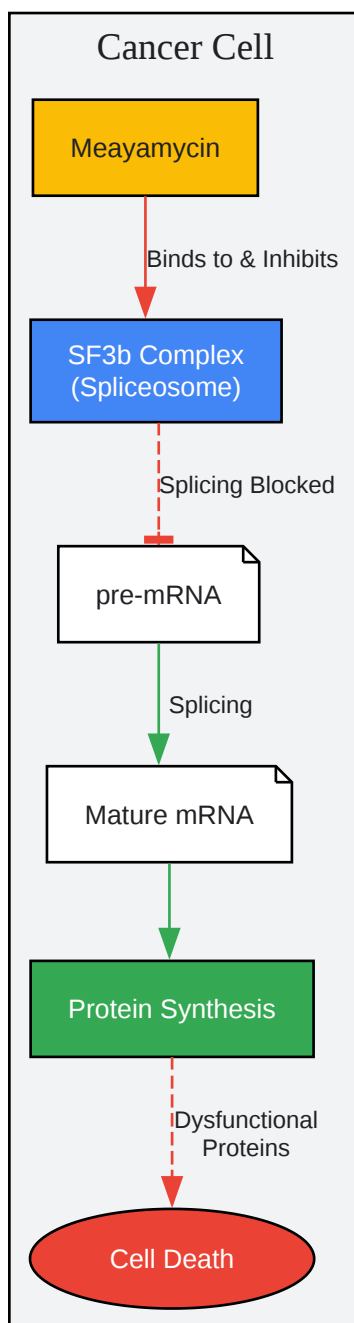 Cancer Cell
Meayamycin
Binds to & Inhibits
SF3b Complex
(Spliceosome)
Splicing Blocked
pre-mRNA
Splicing
Mature mRNA
Protein Synthesis
Dysfunctional
Proteins
Cell Death